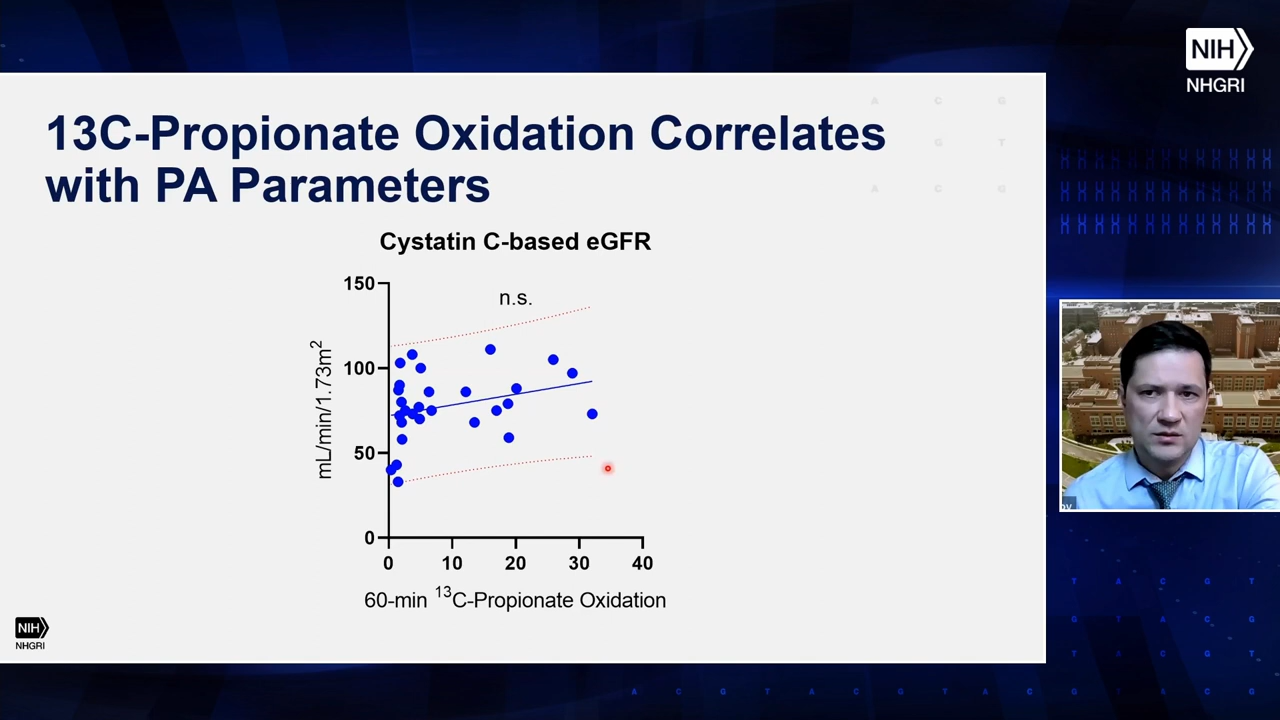 NIH
NHGRI
13C-Propionate Oxidation Correlates
with PA Parameters
A C G
G T
A C G
Cystatin C-based eGFR
n.s.
mL/min/1.73m2
150
100
50
0
0 10 20 30 40
60-min 13C-Propionate Oxidation
NIH
NHGRI
T A C G T
G T A C G
T A C G T
A C G T A C G T A C G T A C G